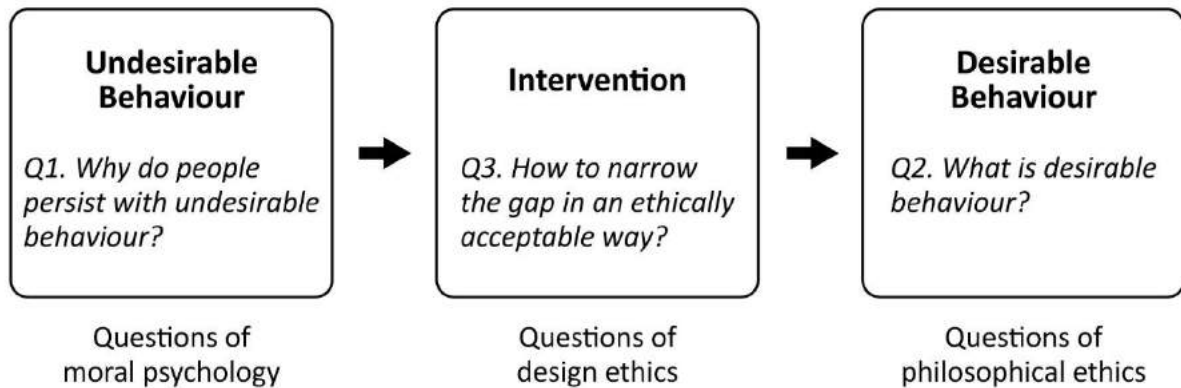 Undesirable
Behaviour
Q1. Why do people
persist with undesirable
behaviour?
Questions of
moral psychology
Intervention
Q3. How to narrow
the gap in an ethically
acceptable way?
Questions of
design ethics
Desirable
Behaviour
Q2. What is desirable
behaviour?
Questions of
philosophical ethics